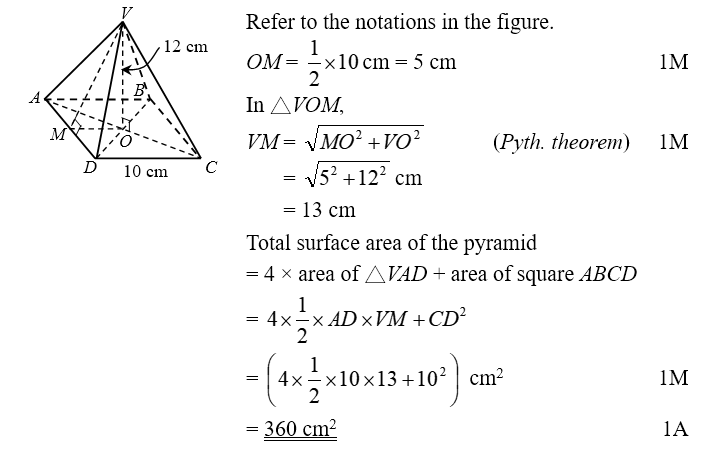 V
12 cm
A
B
M
O
D
10 cm
C
Refer to the notations in the figure.
OM = 1/2 × 10 cm = 5 cm 1M
In △VOM,
VM = √(MO² + VO²) (Pyth. theorem) 1M
= √(5² + 12²) cm
= 13 cm
Total surface area of the pyramid
= 4 × area of △VAD + area of square ABCD
= 4 × 1/2 × AD × VM + CD²
= (4 × 1/2 × 10 × 13 + 10²) cm² 1M
= 360 cm² 1A